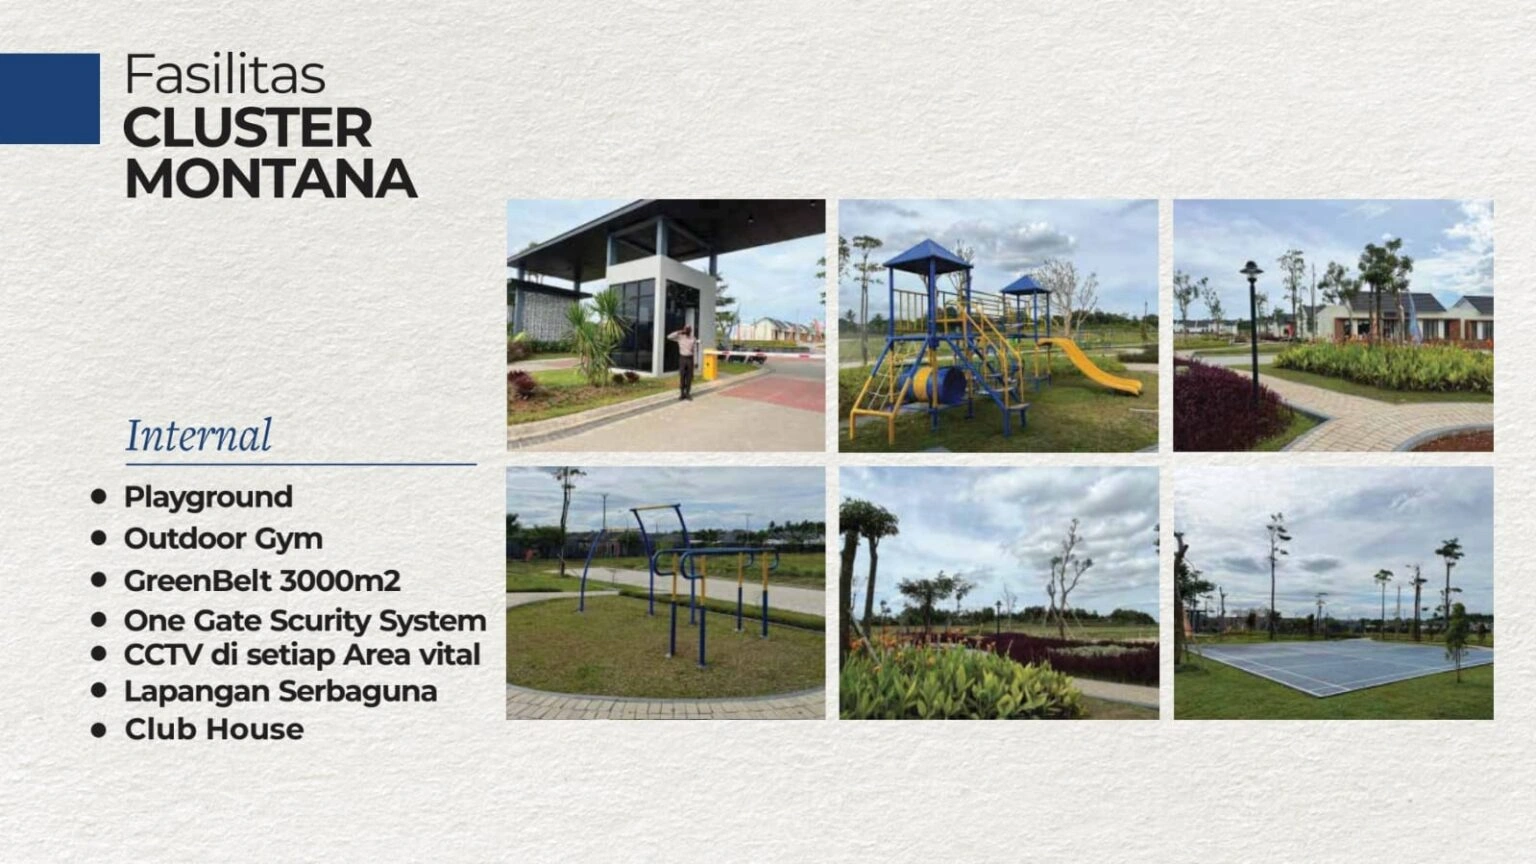 Fasilitas
CLUSTER
MONTANA
Internal
Playground
Outdoor Gym
GreenBelt 3000m2
One Gate Scurity System
CCTV di setiap Area vital
Lapangan Serbaguna
Club House